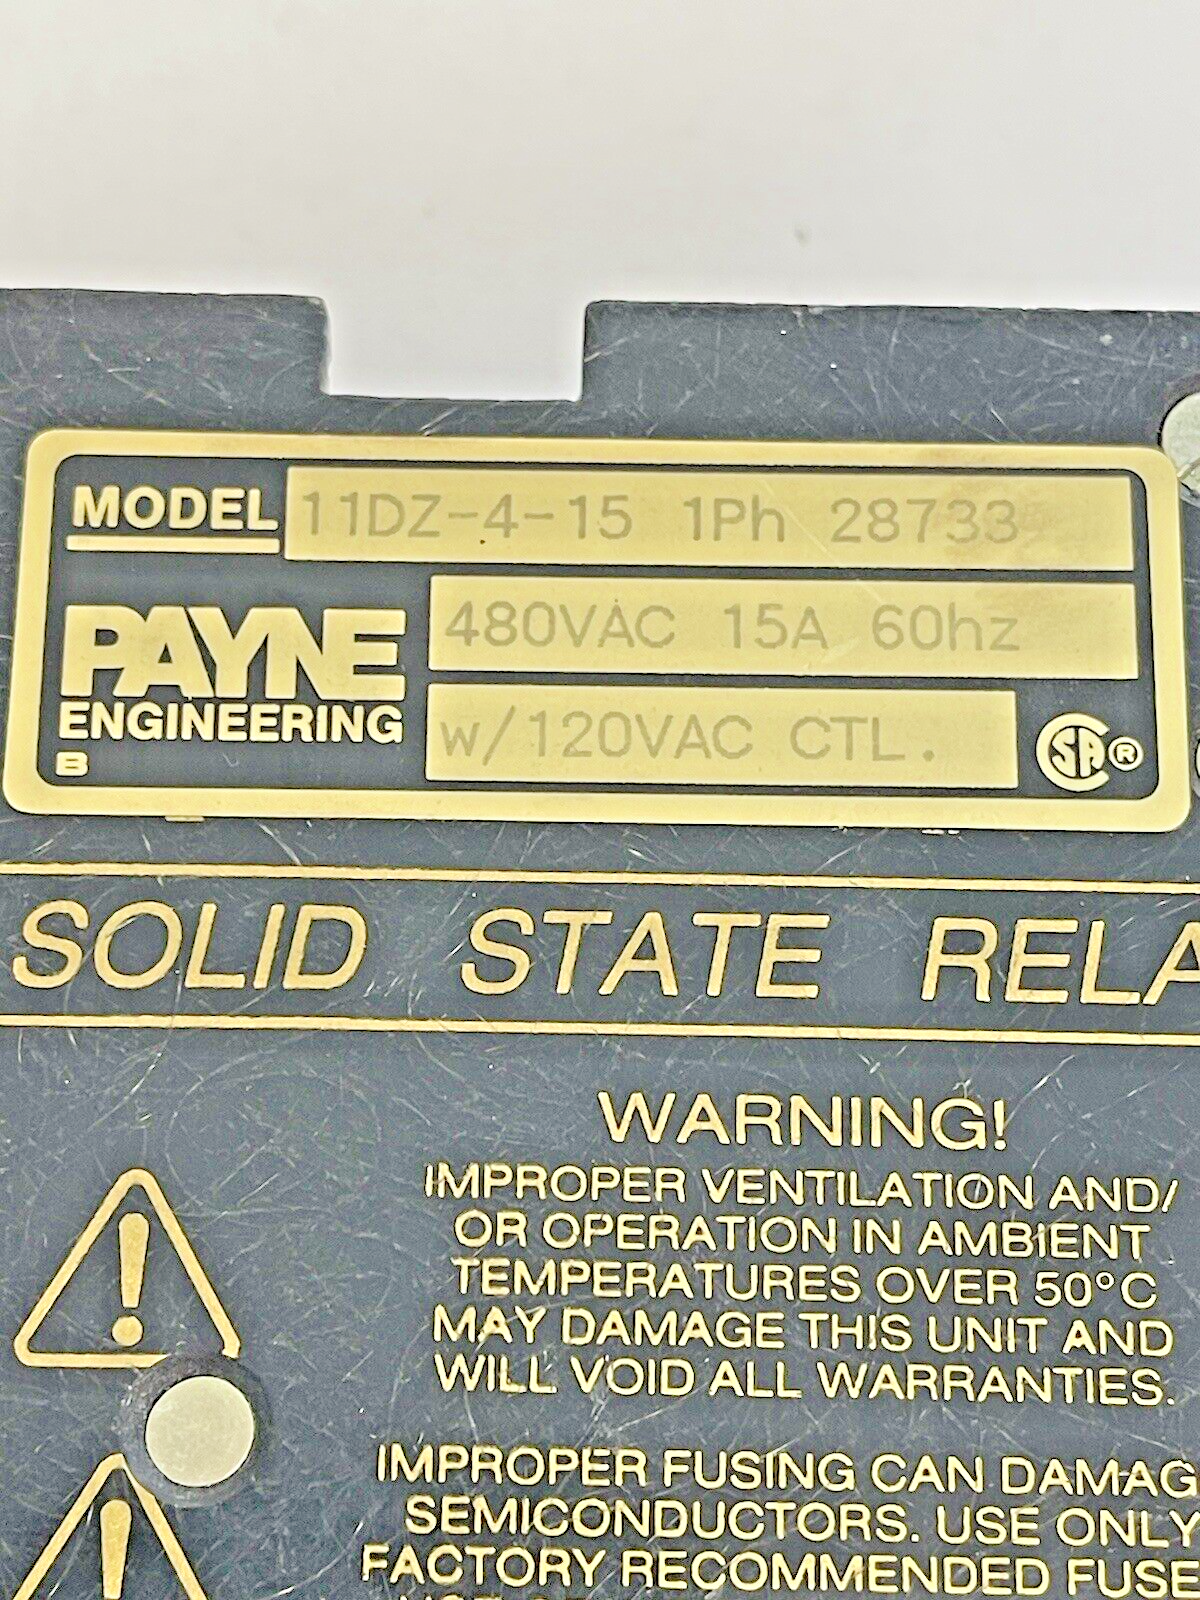 MODEL 11DZ-4-15 1Ph 28733
PAYNE 480VAC 15A 60hz
ENGINEERING w/120VAC CTL.
B SA ®
SOLID STATE RELA
WARNING!
IMPROPER VENTILATION AND/
OR OPERATION IN AMBIENT
TEMPERATURES OVER 50°C
MAY DAMAGE THIS UNIT AND
WILL VOID ALL WARRANTIES.
IMPROPER FUSING CAN DAMAG
SEMICONDUCTORS. USE ONLY
FACTORY RECOMMENDED FUSE